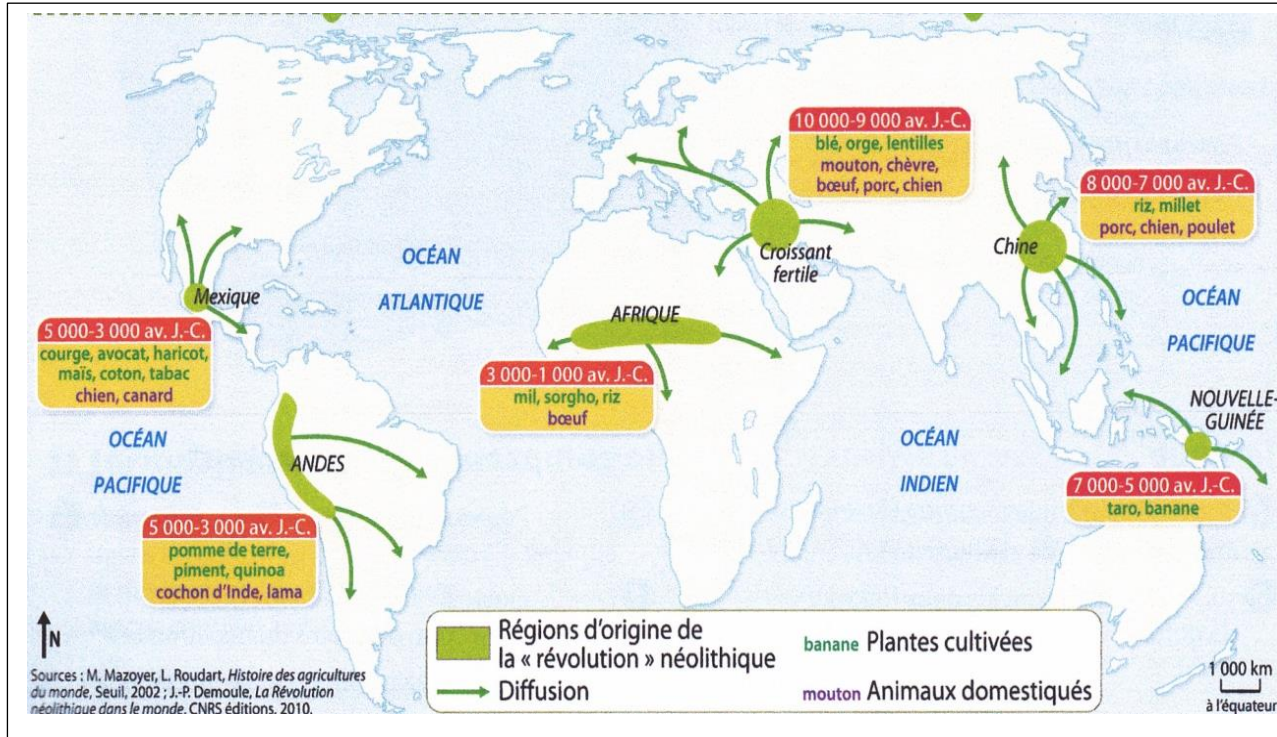 10 000-9 000 av. J.-C.
blé, orge, lentilles
mouton, chèvre,
bœuf, porc, chien
Croissant
fertile
8 000-7 000 av. J.-C.
riz, millet
porc, chien, poulet
Chine
OCÉAN
ATLANTIQUE
OCÉAN
PACIFIQUE
Mexique
5 000-3 000 av. J.-C.
courge, avocat, haricot,
maïs, coton, tabac
chien, canard
AFRIQUE
3 000-1 000 av. J.-C.
mil, sorgho, riz
bœuf
NOUVELLE-
GUINÉE
7 000-5 000 av. J.-C.
taro, banane
OCÉAN
PACIFIQUE
ANDES
OCÉAN
INDIEN
5 000-3 000 av. J.-C.
pomme de terre,
piment, quinoa
cochon d'Inde, lama
N
Sources : M. Mazoyer, L. Roudart, Histoire des agricultures
du monde, Seuil, 2002 ; J.-P. Demoule, La Révolution
néolithique dans le monde, CNRS éditions, 2010.
Régions d'origine de
la « révolution » néolithique
Diffusion
banane Plantes cultivées
mouton Animaux domestiqués
1 000 km
à l'équateur